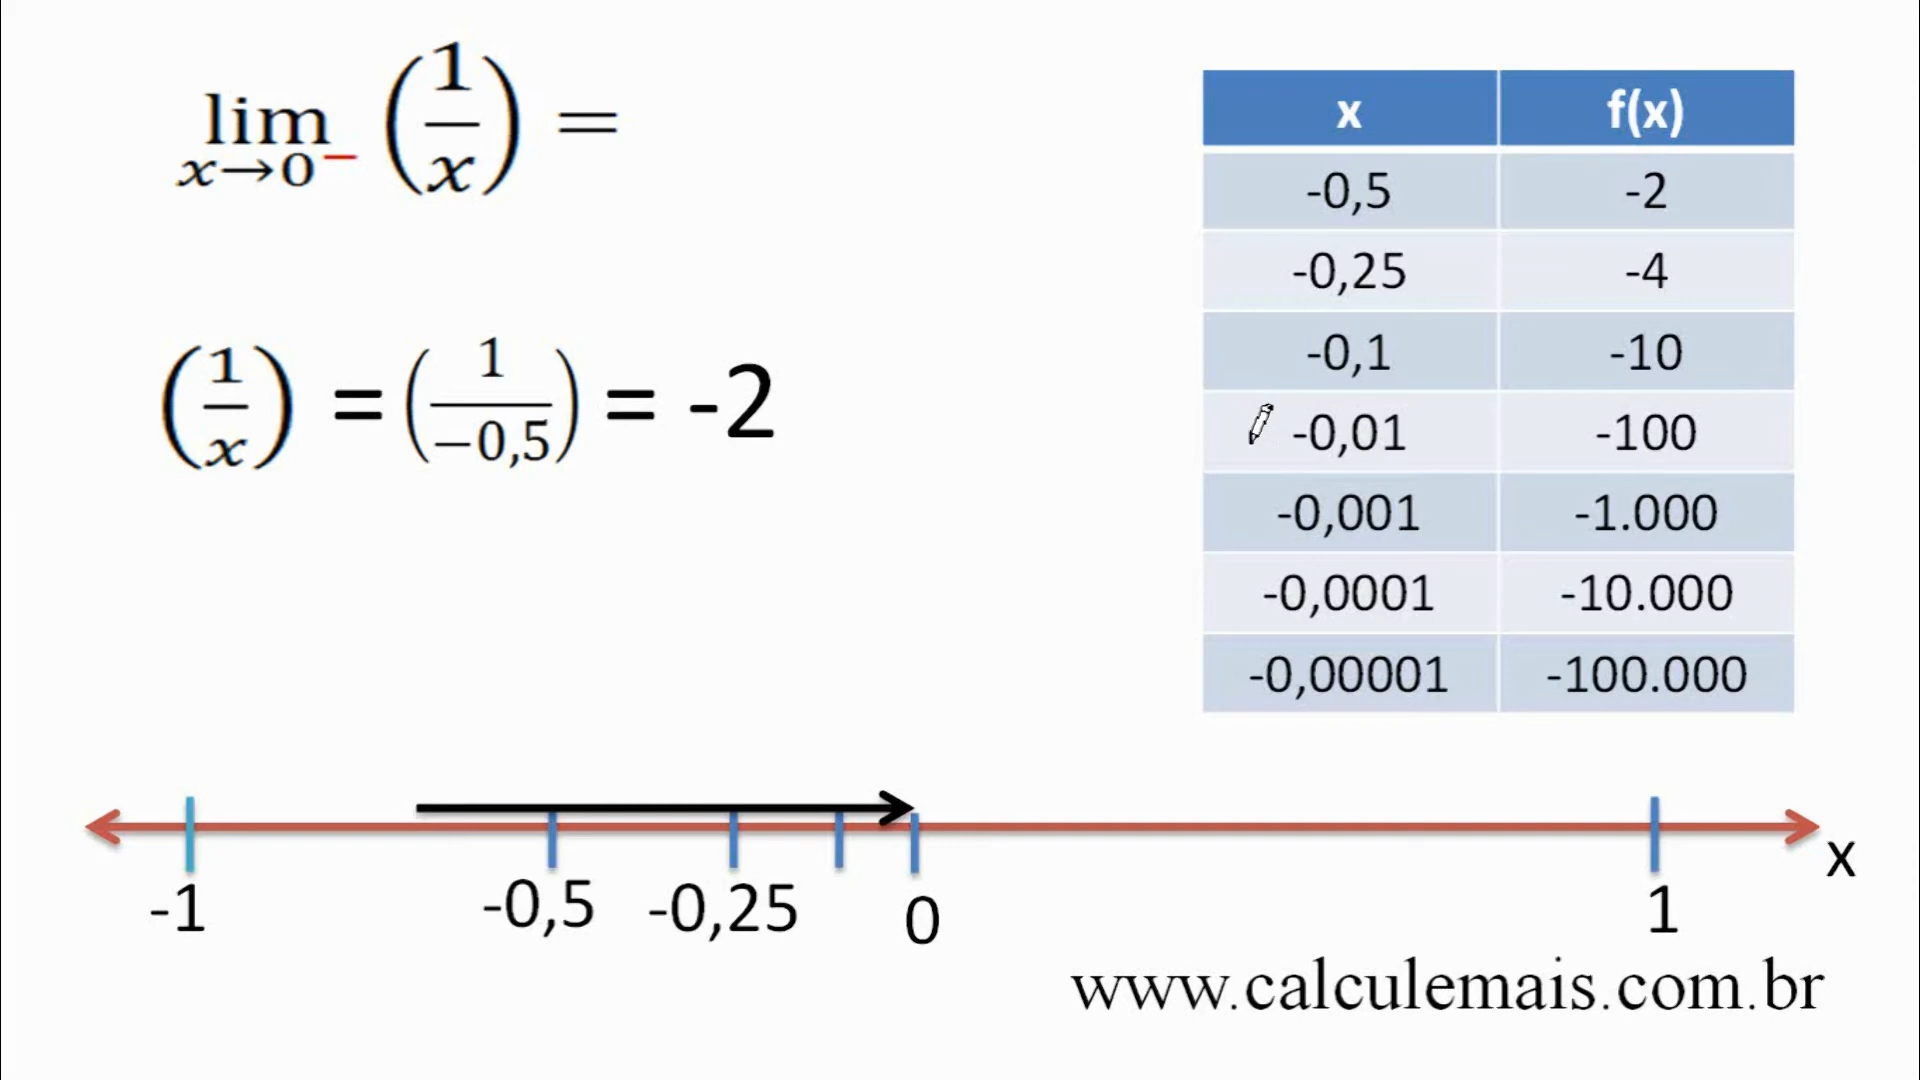 lim x→0⁻ (1/x) =
(1/x) = (1/−0,5) = -2
x f(x)
-0,5 -2
-0,25 -4
-0,1 -10
-0,01 -100
-0,001 -1.000
-0,0001 -10.000
-0,00001 -100.000
-1 -0,5 -0,25 0 1 x
www.calculemais.com.br